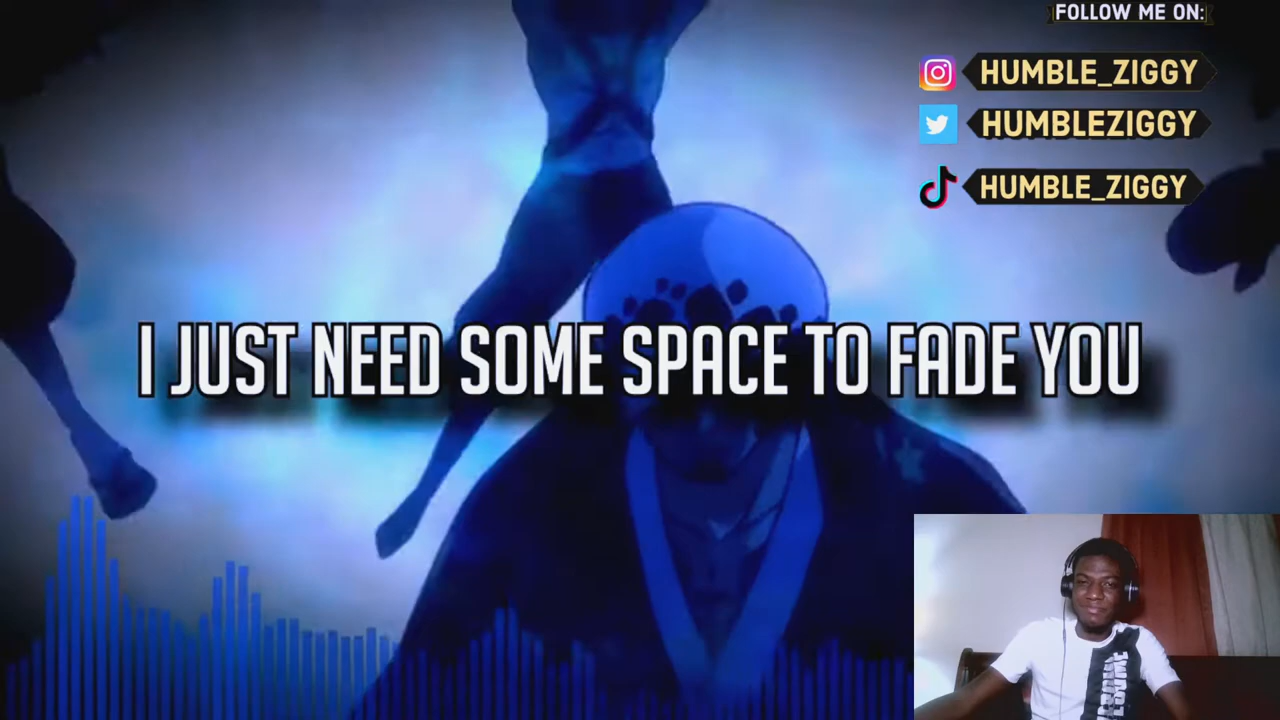 FOLLOW ME ON:
HUMBLE_ZIGGY
HUMBLEZIGGY
HUMBLE_ZIGGY
I JUST NEED SOME SPACE TO FADE YOU